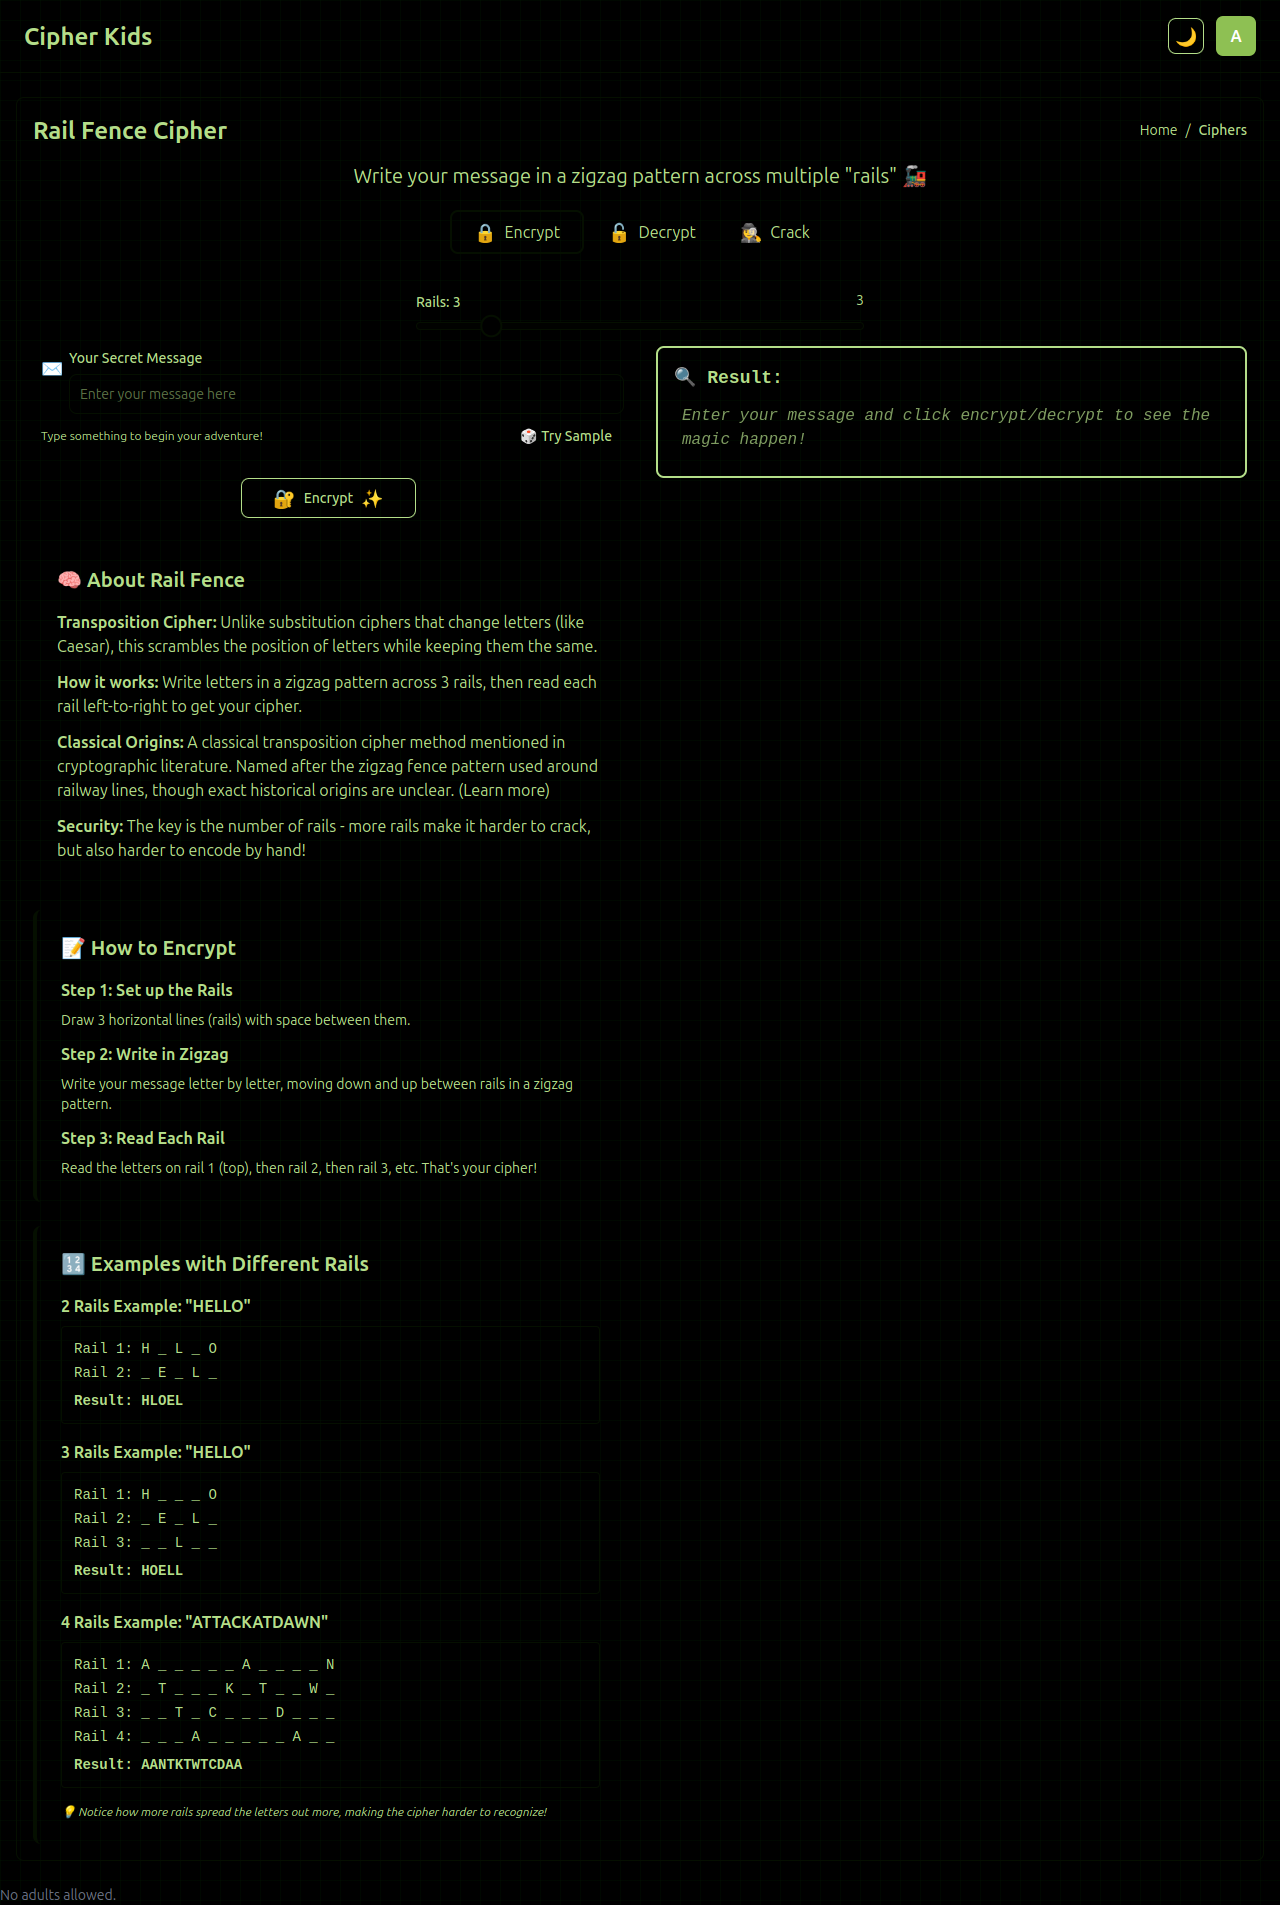 Cipher Kids
A
Rail Fence Cipher
Home / Ciphers
Write your message in a zigzag pattern across multiple "rails" 🚂
🔒 Encrypt
🔓 Decrypt
🕵️ Crack
Rails: 3
3
Your Secret Message
Enter your message here
Type something to begin your adventure!
🎲 Try Sample
🔐 Encrypt ✨
🔍 Result:
Enter your message and click encrypt/decrypt to see the
magic happen!
🧠 About Rail Fence
Transposition Cipher: Unlike substitution ciphers that change letters (like
Caesar), this scrambles the position of letters while keeping them the same.
How it works: Write letters in a zigzag pattern across 3 rails, then read each
rail left-to-right to get your cipher.
Classical Origins: A classical transposition cipher method mentioned in
cryptographic literature. Named after the zigzag fence pattern used around
railway lines, though exact historical origins are unclear. (Learn more)
Security: The key is the number of rails - more rails make it harder to crack,
but also harder to encode by hand!
📝 How to Encrypt
Step 1: Set up the Rails
Draw 3 horizontal lines (rails) with space between them.
Step 2: Write in Zigzag
Write your message letter by letter, moving down and up between rails in a zigzag
pattern.
Step 3: Read Each Rail
Read the letters on rail 1 (top), then rail 2, then rail 3, etc. That's your cipher!
🔢 Examples with Different Rails
2 Rails Example: "HELLO"
Rail 1: H _ L _ O
Rail 2: _ E _ L _
Result: HLOEL
3 Rails Example: "HELLO"
Rail 1: H _ _ _ O
Rail 2: _ E _ L _
Rail 3: _ _ L _ _
Result: HOELL
4 Rails Example: "ATTACKATDAWN"
Rail 1: A _ _ _ _ _ A _ _ _ _ N
Rail 2: _ T _ _ _ K _ T _ _ W _
Rail 3: _ _ T _ C _ _ _ D _ _ _
Rail 4: _ _ _ A _ _ _ _ _ A _ _
Result: AANTKTWTCDAA
💡 Notice how more rails spread the letters out more, making the cipher harder to recognize!
No adults allowed.